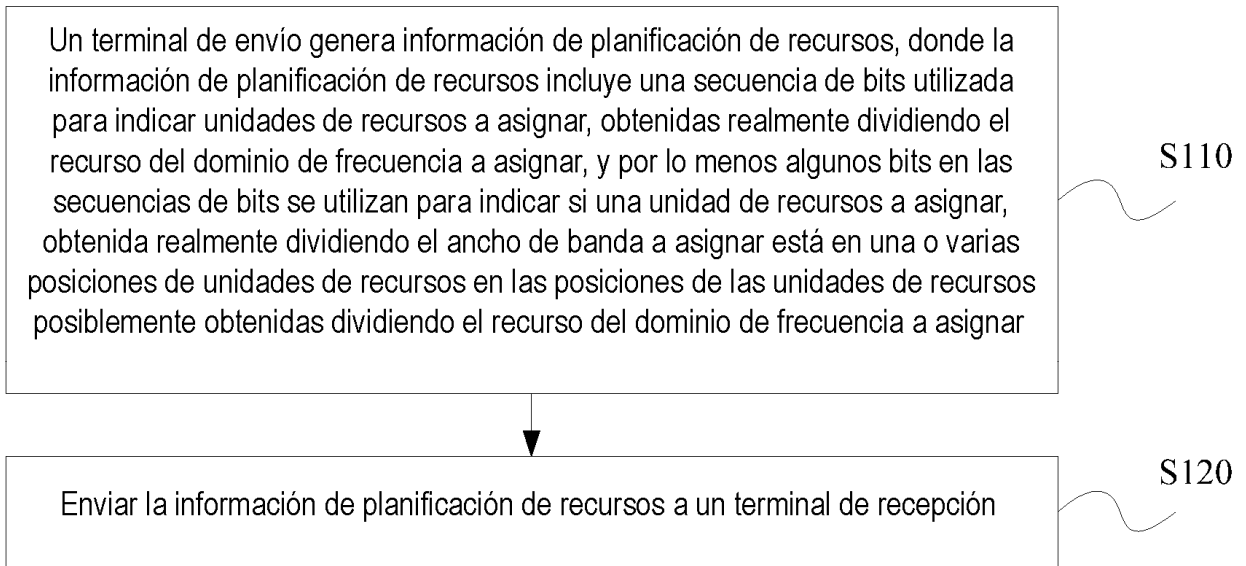 Un terminal de envío genera información de planificación de recursos, donde la
información de planificación de recursos incluye una secuencia de bits utilizada
para indicar unidades de recursos a asignar, obtenidas realmente dividiendo el
recurso del dominio de frecuencia a asignar, y por lo menos algunos bits en las
secuencias de bits se utilizan para indicar si una unidad de recursos a asignar,
obtenida realmente dividiendo el ancho de banda a asignar está en una o varias
posiciones de unidades de recursos en las posiciones de las unidades de recursos
posiblemente obtenidas dividiendo el recurso del dominio de frecuencia a asignar
S110
Enviar la información de planificación de recursos a un terminal de recepción
S120